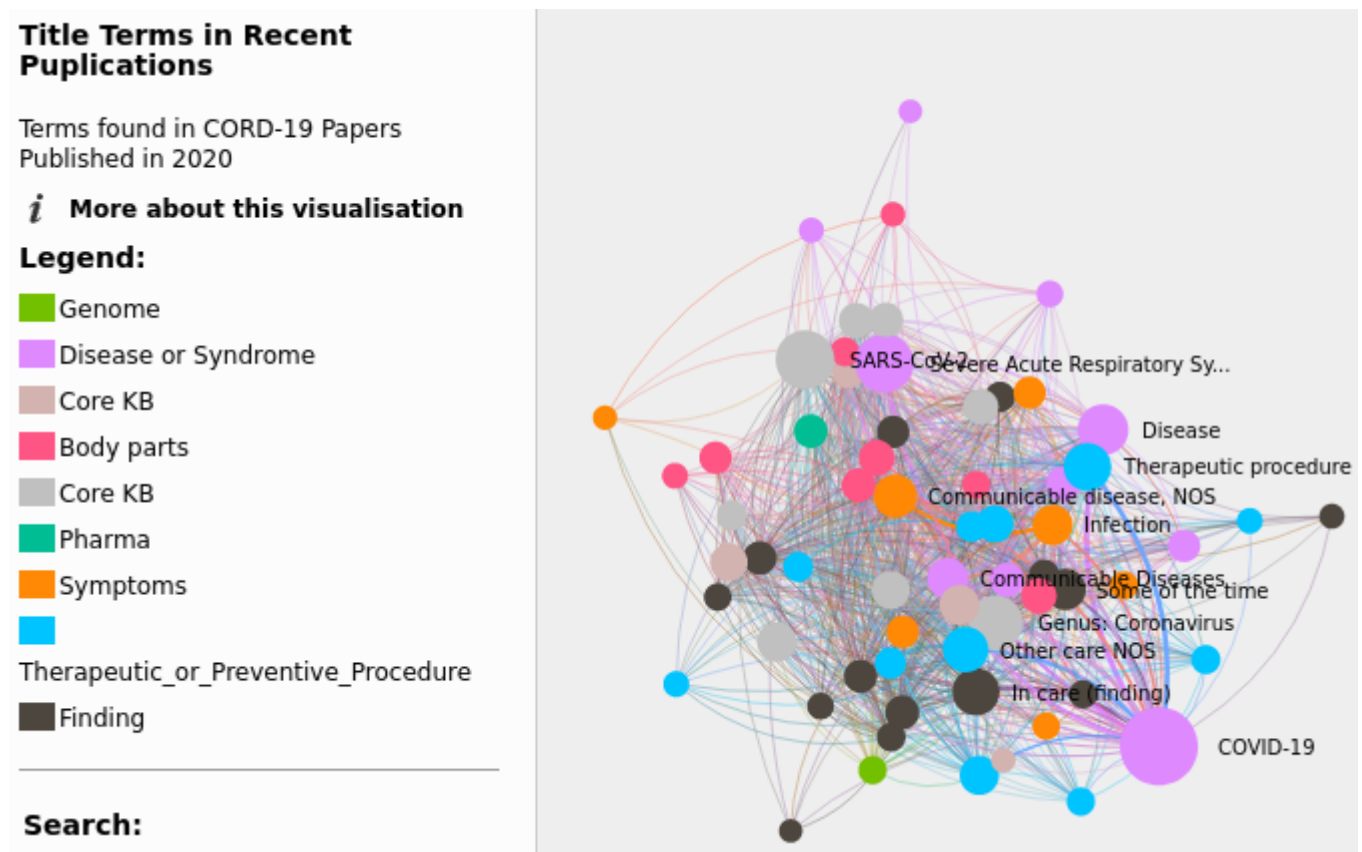 Title Terms in Recent
Puplications
Terms found in CORD-19 Papers
Published in 2020
i More about this visualisation
Legend:
Genome
Disease or Syndrome
Core KB
Body parts
Core KB
Pharma
Symptoms
Therapeutic_or_Preventive_Procedure
Finding
Search:
SARS-CoV-2
Severe Acute Respiratory Sy...
Disease
Therapeutic procedure
Communicable disease, NOS
Infection
Communicable Diseases
Some of the time
Genus: Coronavirus
Other care NOS
In care (finding)
COVID-19